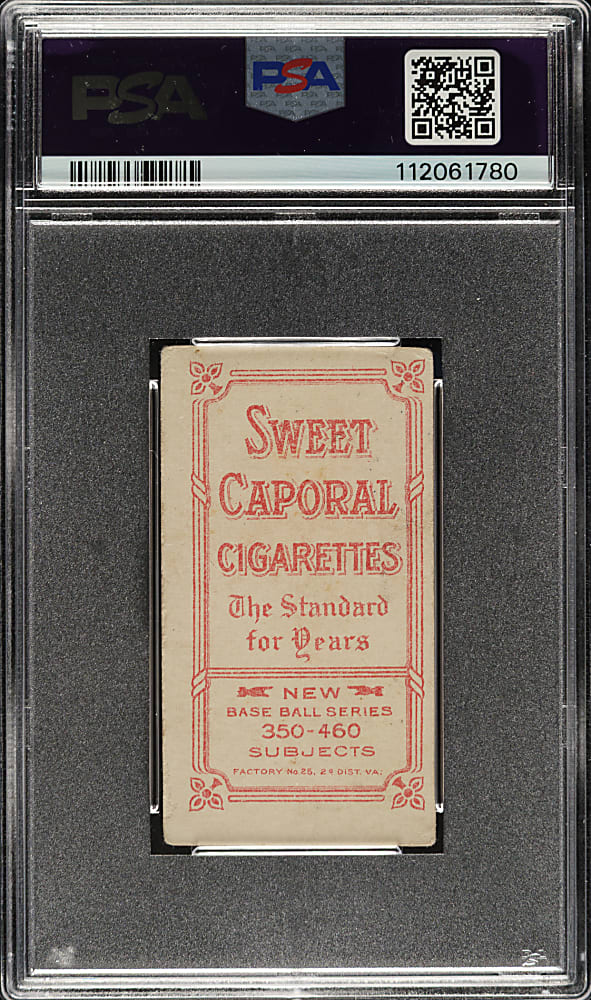 PSA
PSA
112061780
SWEET
CAPORAL
CIGARETTES
The Standard
for Years
NEW
BASE BALL SERIES
350-460
SUBJECTS
FACTORY No. 25, 2D DIST. VA.